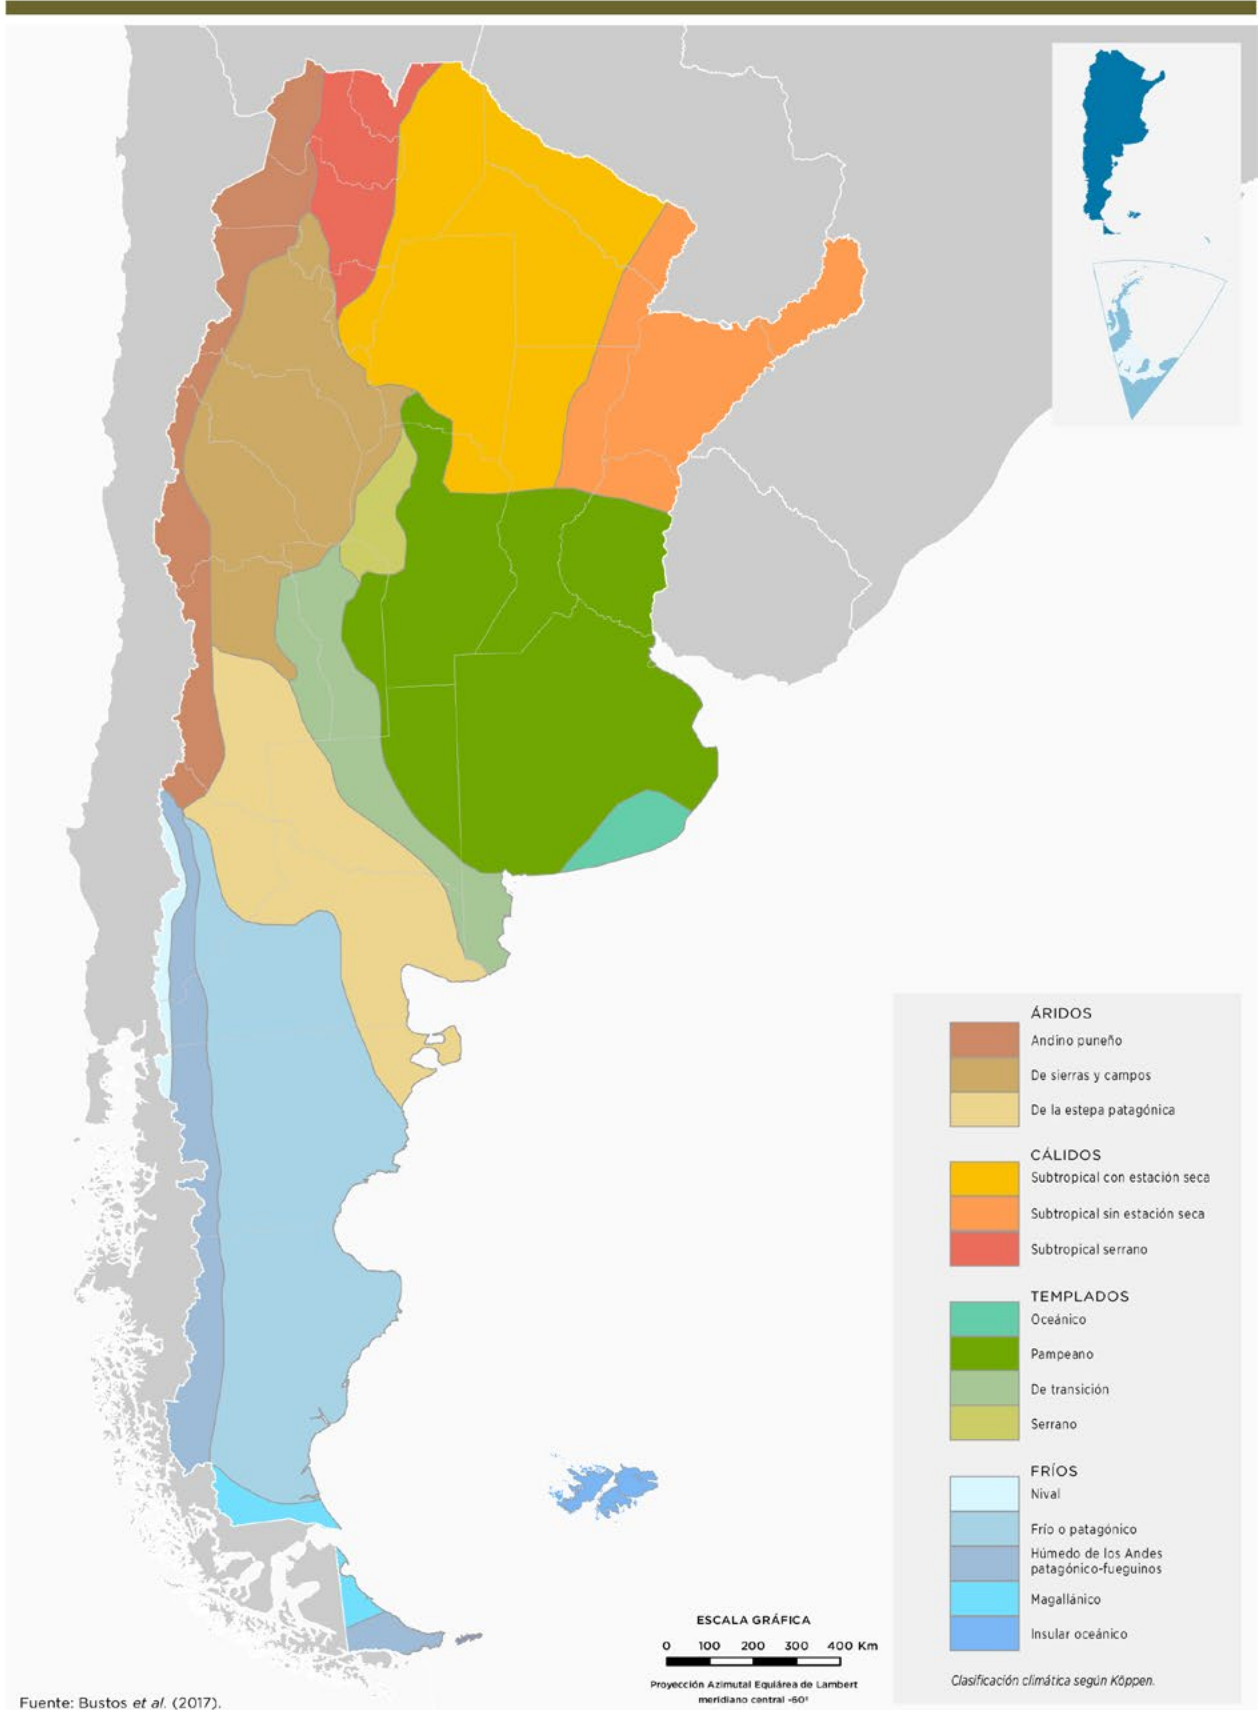 ÁRIDOS
Andino puneño
De sierras y campos
De la estepa patagónica
CÁLIDOS
Subtropical con estación seca
Subtropical sin estación seca
Subtropical serrano
TEMPLADOS
Oceánico
Pampeano
De transición
Serrano
FRÍOS
Nival
Frío o patagónico
Húmedo de los Andes
patagónico-fueguinos
Magallánico
Insular oceánico
Clasificación climática según Köppen.
ESCALA GRÁFICA
0 100 200 300 400 Km
Proyección Azimutal Equiárea de Lambert
meridiano central -60°
Fuente: Bustos et al. (2017).